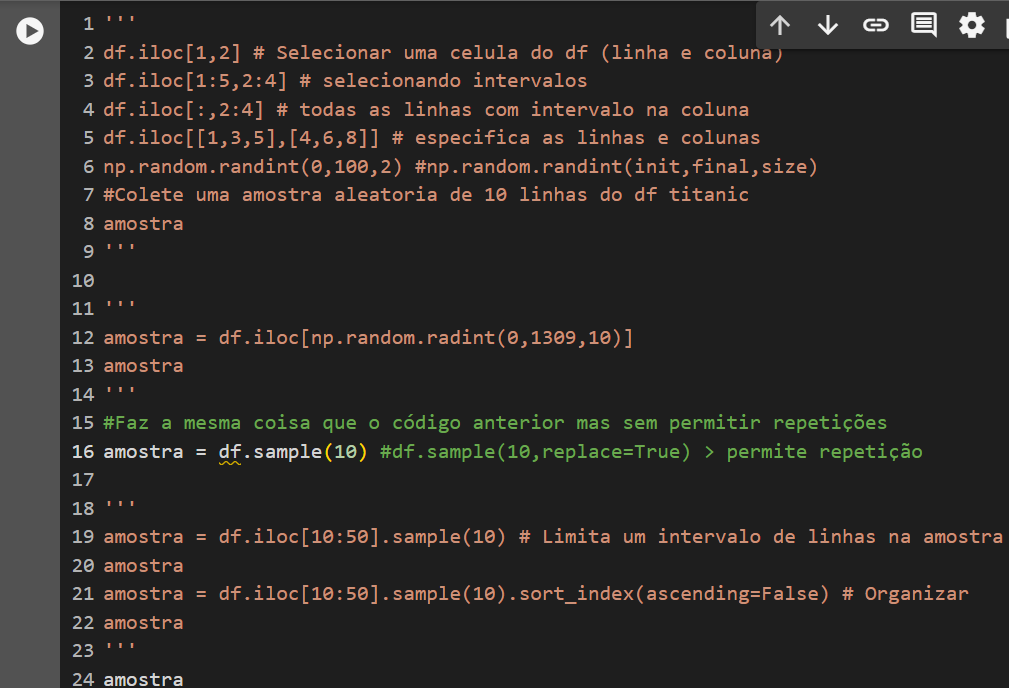 1 '''
2 df.iloc[1,2] # Selecionar uma celula do df (linha e coluna)
3 df.iloc[1:5,2:4] # selecionando intervalos
4 df.iloc[:,2:4] # todas as linhas com intervalo na coluna
5 df.iloc[[1,3,5],[4,6,8]] # especifica as linhas e colunas
6 np.random.randint(0,100,2) #np.random.randint(init,final,size)
7 #Colete uma amostra aleatoria de 10 linhas do df titanic
8 amostra
9 '''
10
11 '''
12 amostra = df.iloc[np.random.radint(0,1309,10)]
13 amostra
14 '''
15 #Faz a mesma coisa que o código anterior mas sem permitir repetições
16 amostra = df.sample(10) #df.sample(10,replace=True) > permite repetição
17
18 '''
19 amostra = df.iloc[10:50].sample(10) # Limita um intervalo de linhas na amostra
20 amostra
21 amostra = df.iloc[10:50].sample(10).sort_index(ascending=False) # Organizar
22 amostra
23 '''
24 amostra